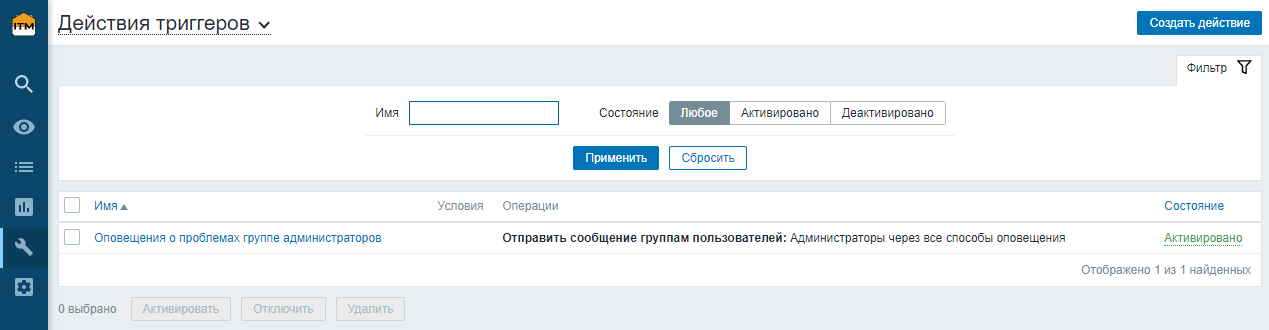 ITM
Действия триггеров
Создать действие
Фильтр
Имя
Состояние Любое Активировано Деактивировано
Применить Сбросить
Имя Условия Операции Состояние
Оповещения о проблемах группе администраторов Отправить сообщение группам пользователей: Администраторы через все способы оповещения Активировано
Отображено 1 из 1 найденных
0 выбрано Активировать Отключить Удалить